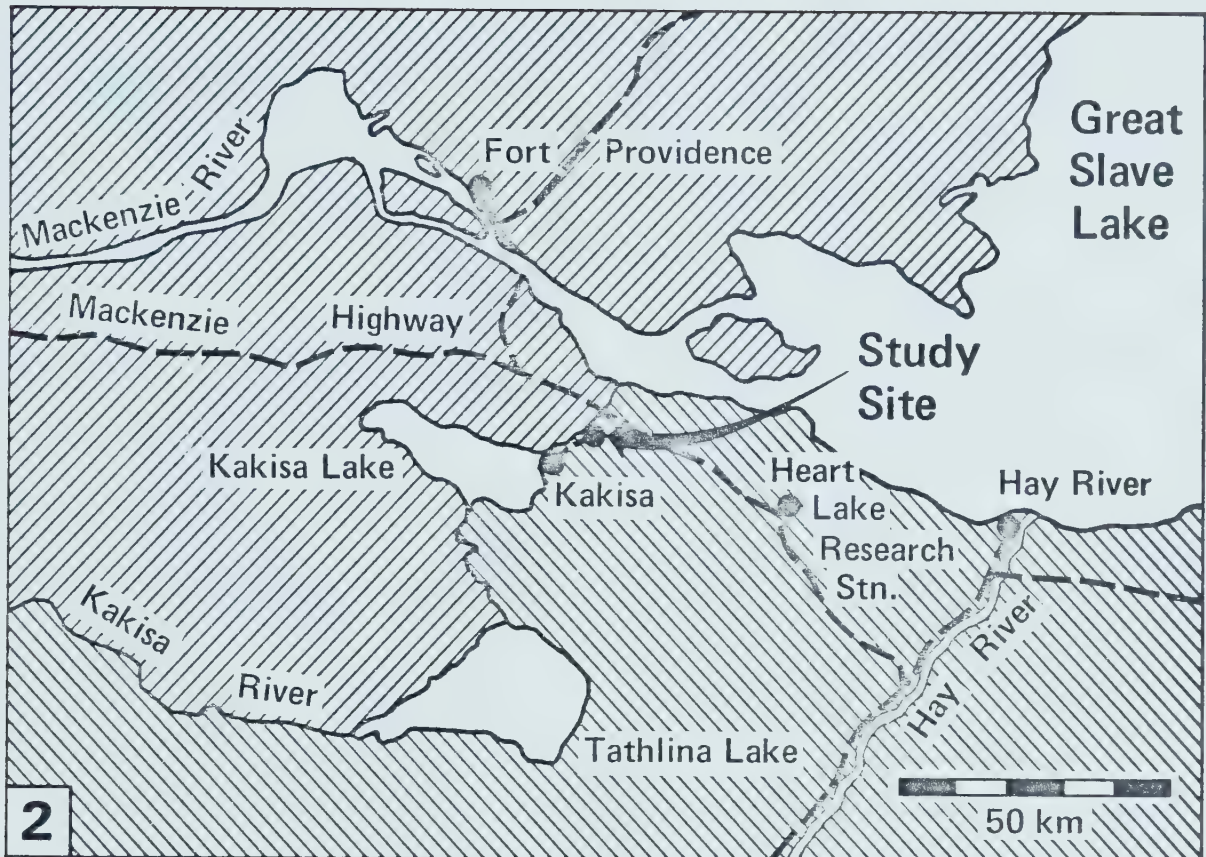 Great
Slave
Lake
Fort Providence
Mackenzie River
Mackenzie Highway
Study
Site
Kakisa Lake
Kakisa
Heart
Lake
Research
Stn.
Hay River
Kakisa River
Tathlina Lake
Hay River
50 km
2